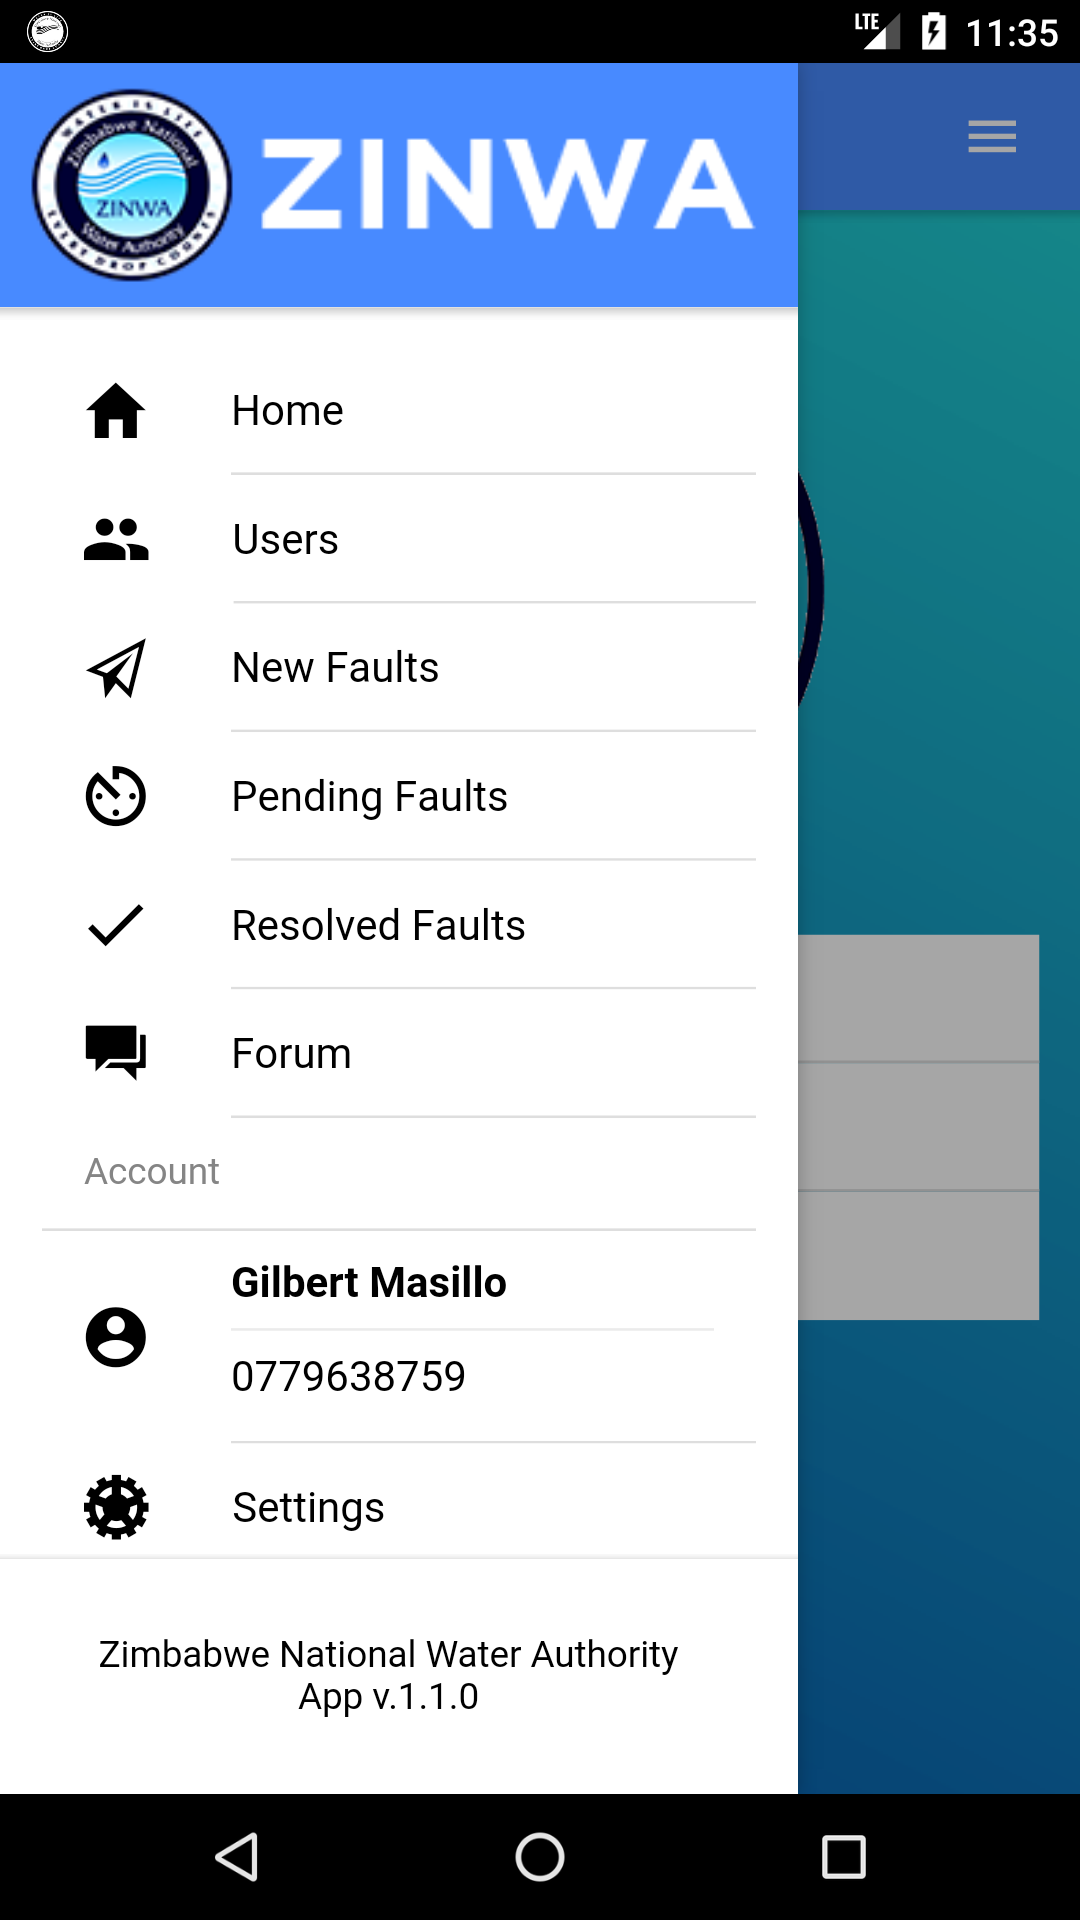 LTE 11:35
WATER IS LIFE
Zimbabwe National
ZINWA
Water Authority
EVERY DROP COUNTS
ZINWA
Home
Users
New Faults
Pending Faults
Resolved Faults
Forum
Account
Gilbert Masillo
0779638759
Settings
Zimbabwe National Water Authority
App v.1.1.0